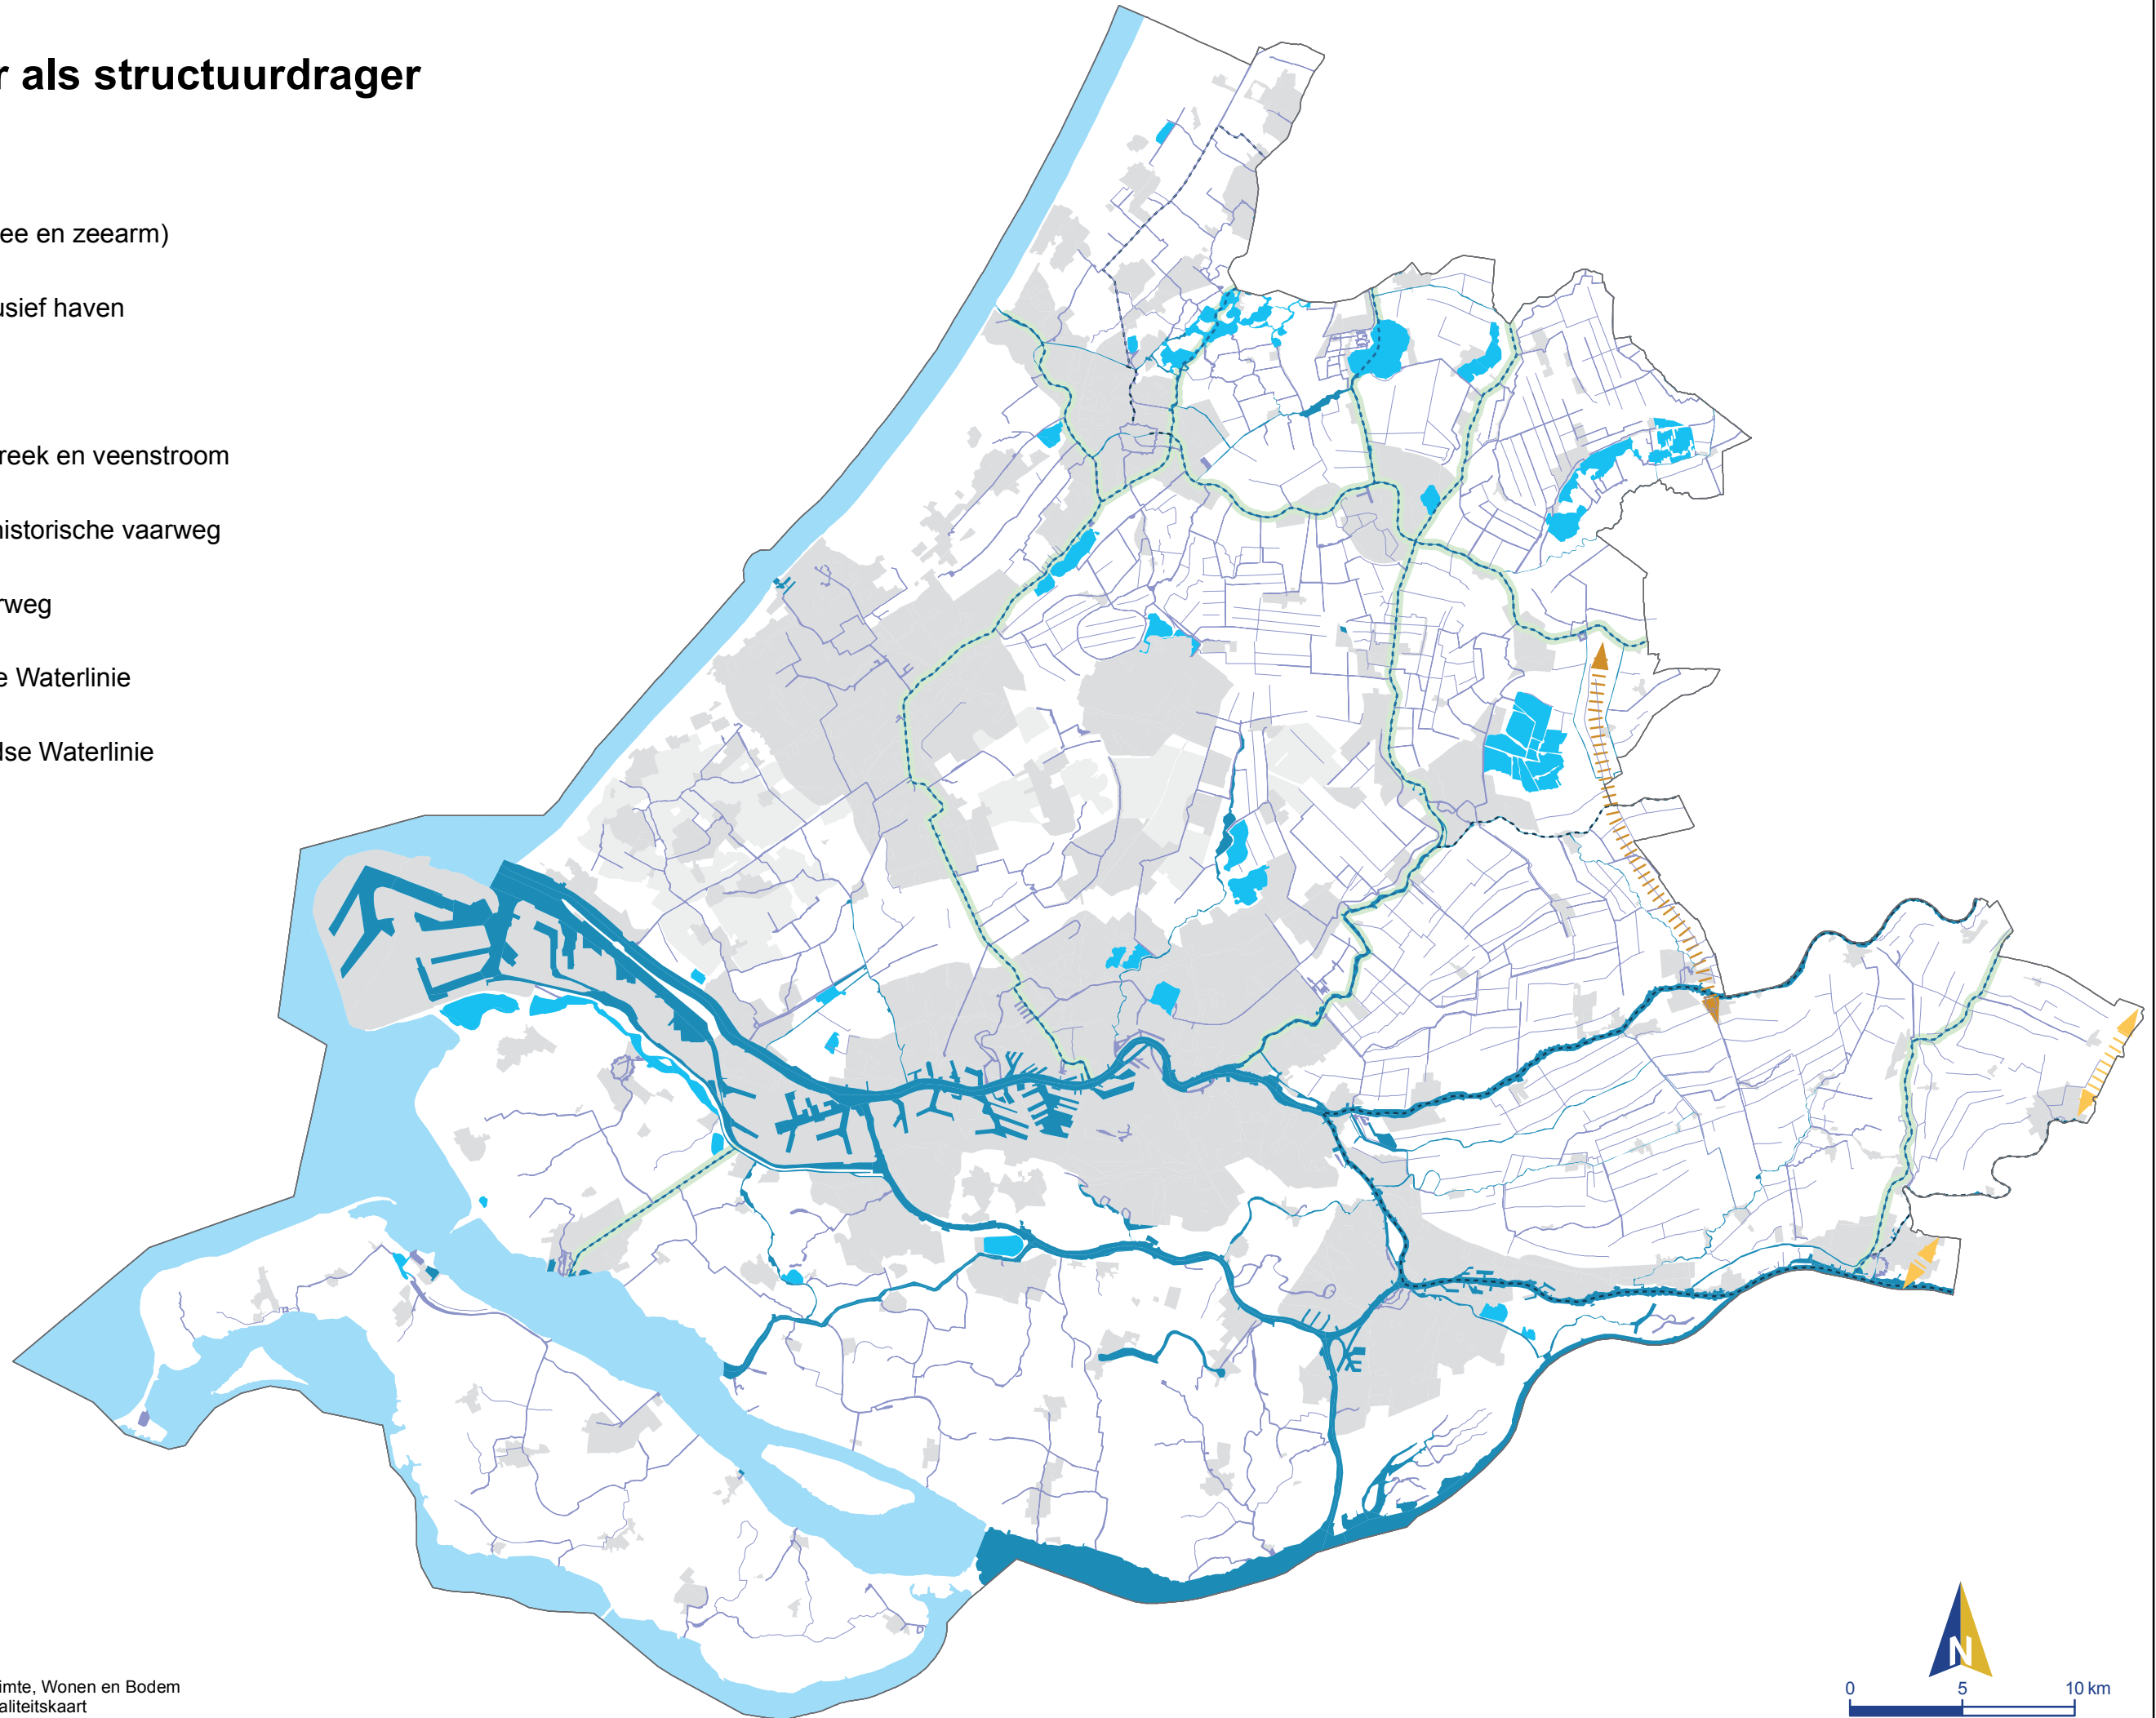 r als structuurdrager
ee en zeearm)
usief haven
reek en veenstroom
historische vaarweg
rweg
e Waterlinie
dse Waterlinie
imte, Wonen en Bodem
aliteitskaart
N
0 5 10 km